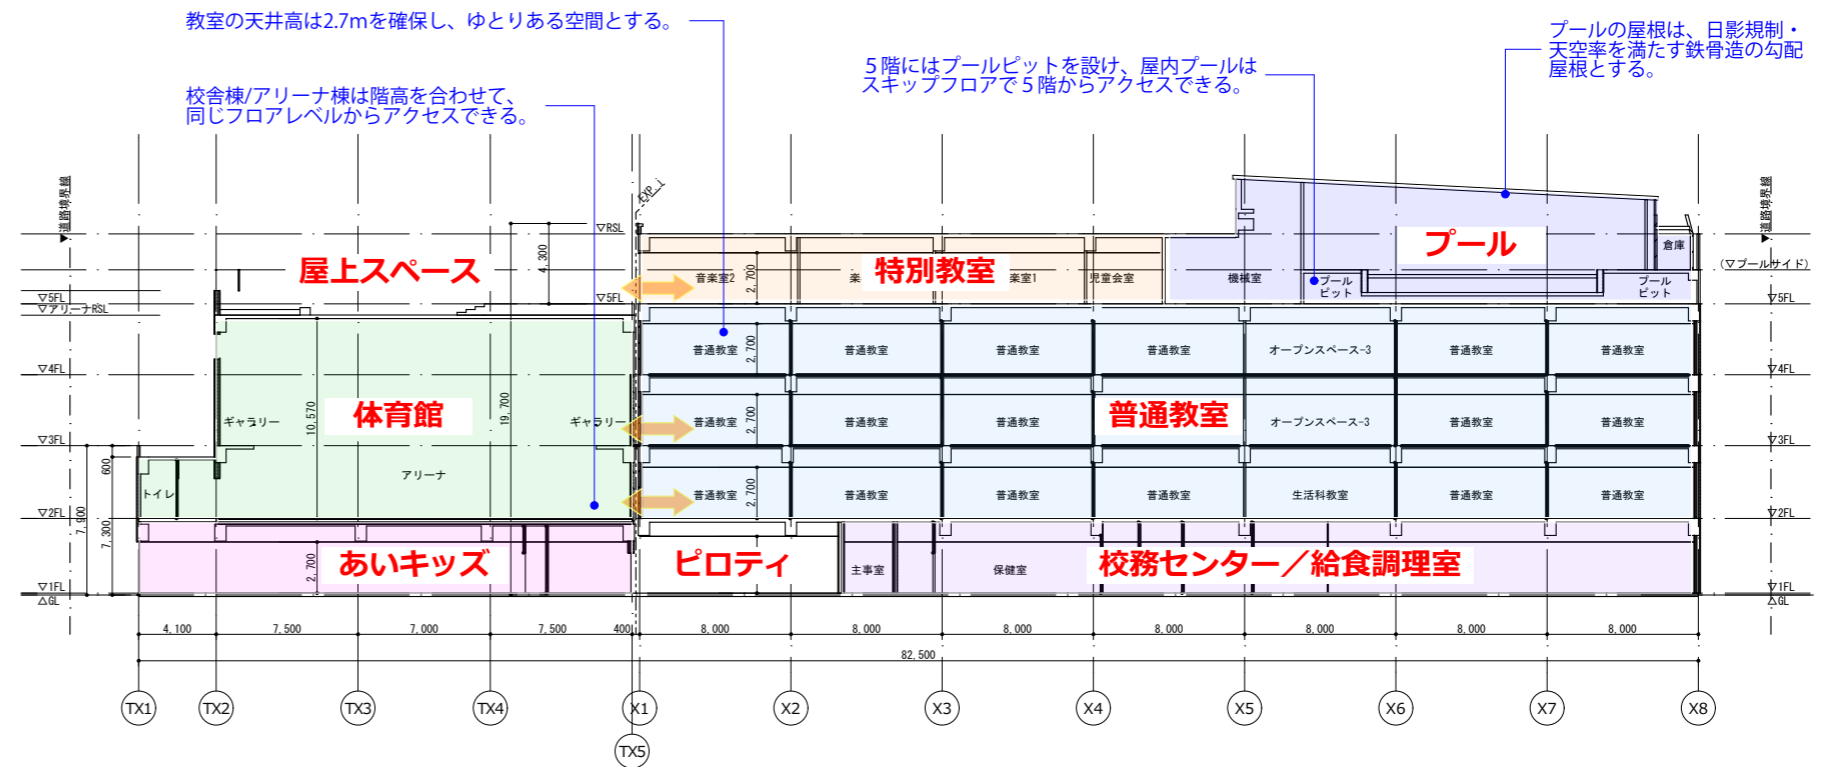 教室の天井高は2.7mを確保し、ゆとりある空間とする。
プールの屋根は、日影規制・
天空率を満たす鉄骨造の勾配
屋根とする。
５階にはプールピットを設け、屋内プールは
スキップフロアで５階からアクセスできる。
校舎棟/アリーナ棟は階高を合わせて、
同じフロアレベルからアクセスできる。
道路境界線
EXP.j
道路境界線
▽RSL
4,300
屋上スペース
音楽室2
2,700
楽
特別教室
楽室1
児童会室
機械室
プール
倉庫
(▽プールサイド)
プール
ピット
プール
ピット
▽5FL
▽アリーナRSL
▽5FL
▽5FL
普通教室
2,700
普通教室
普通教室
普通教室
オープンスペース-3
普通教室
普通教室
▽4FL
▽4FL
ギャラリー
10,570
体育館
19,700
ギャラリー
普通教室
2,700
普通教室
普通教室
普通教室
オープンスペース-3
普通教室
普通教室
▽3FL
▽3FL
600
トイレ
アリーナ
普通教室
2,700
普通教室
普通教室
普通教室
生活科教室
普通教室
普通教室
▽2FL
▽2FL
7,900
7,300
2,700
あいキッズ
ピロティ
主事室
保健室
校務センター／給食調理室
▽1FL
△GL
▽1FL
△GL
4,100
7,500
7,000
7,500
400
8,000
8,000
8,000
8,000
8,000
8,000
8,000
82,500
TX1
TX2
TX3
TX4
X1
X2
X3
X4
X5
X6
X7
X8
TX5